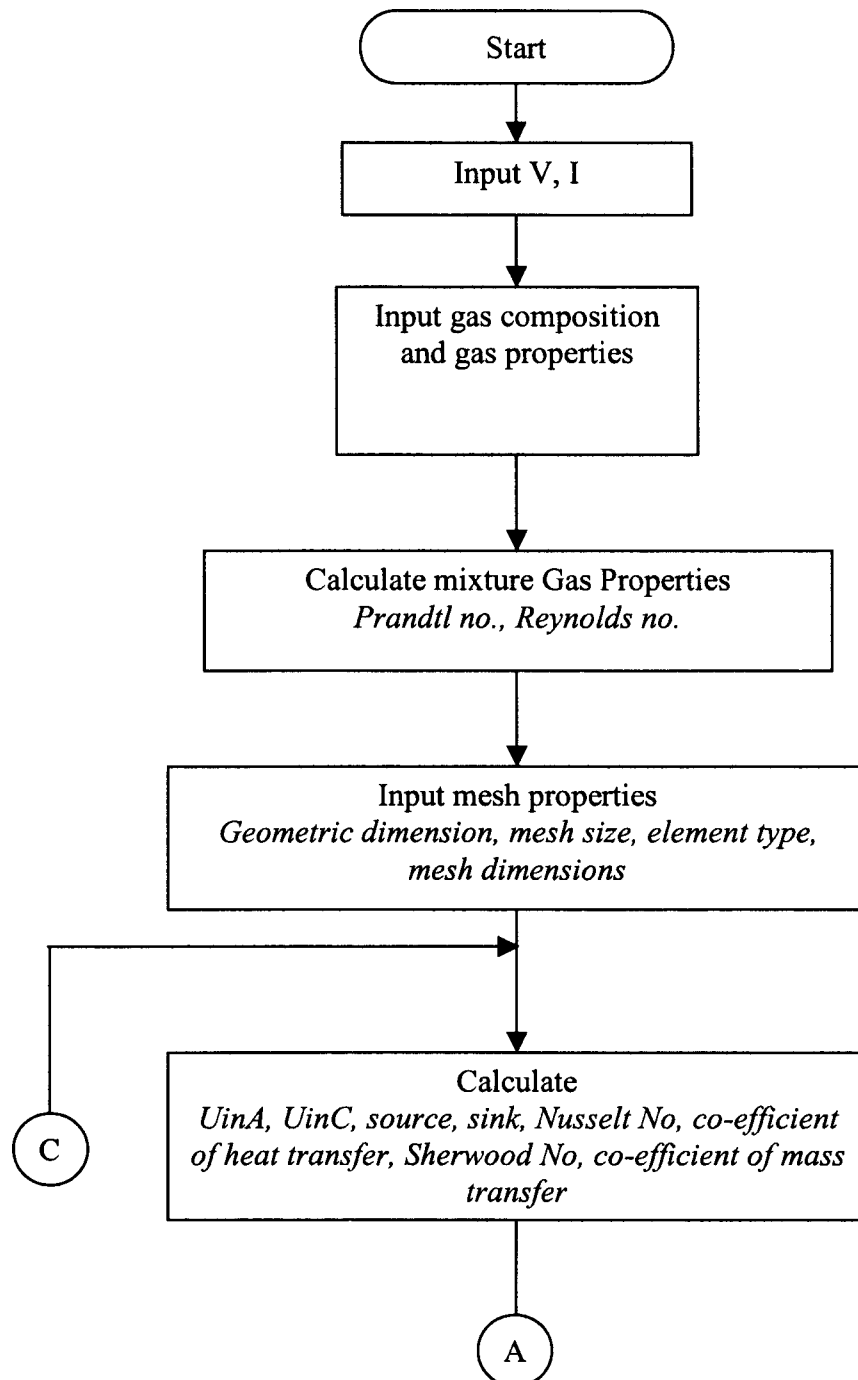 Start
Input V, I
Input gas composition
and gas properties
Calculate mixture Gas Properties
Prandtl no., Reynolds no.
Input mesh properties
Geometric dimension, mesh size, element type,
mesh dimensions
Calculate
UinA, UinC, source, sink, Nusselt No, co-efficient
of heat transfer, Sherwood No, co-efficient of mass
transfer
C
A